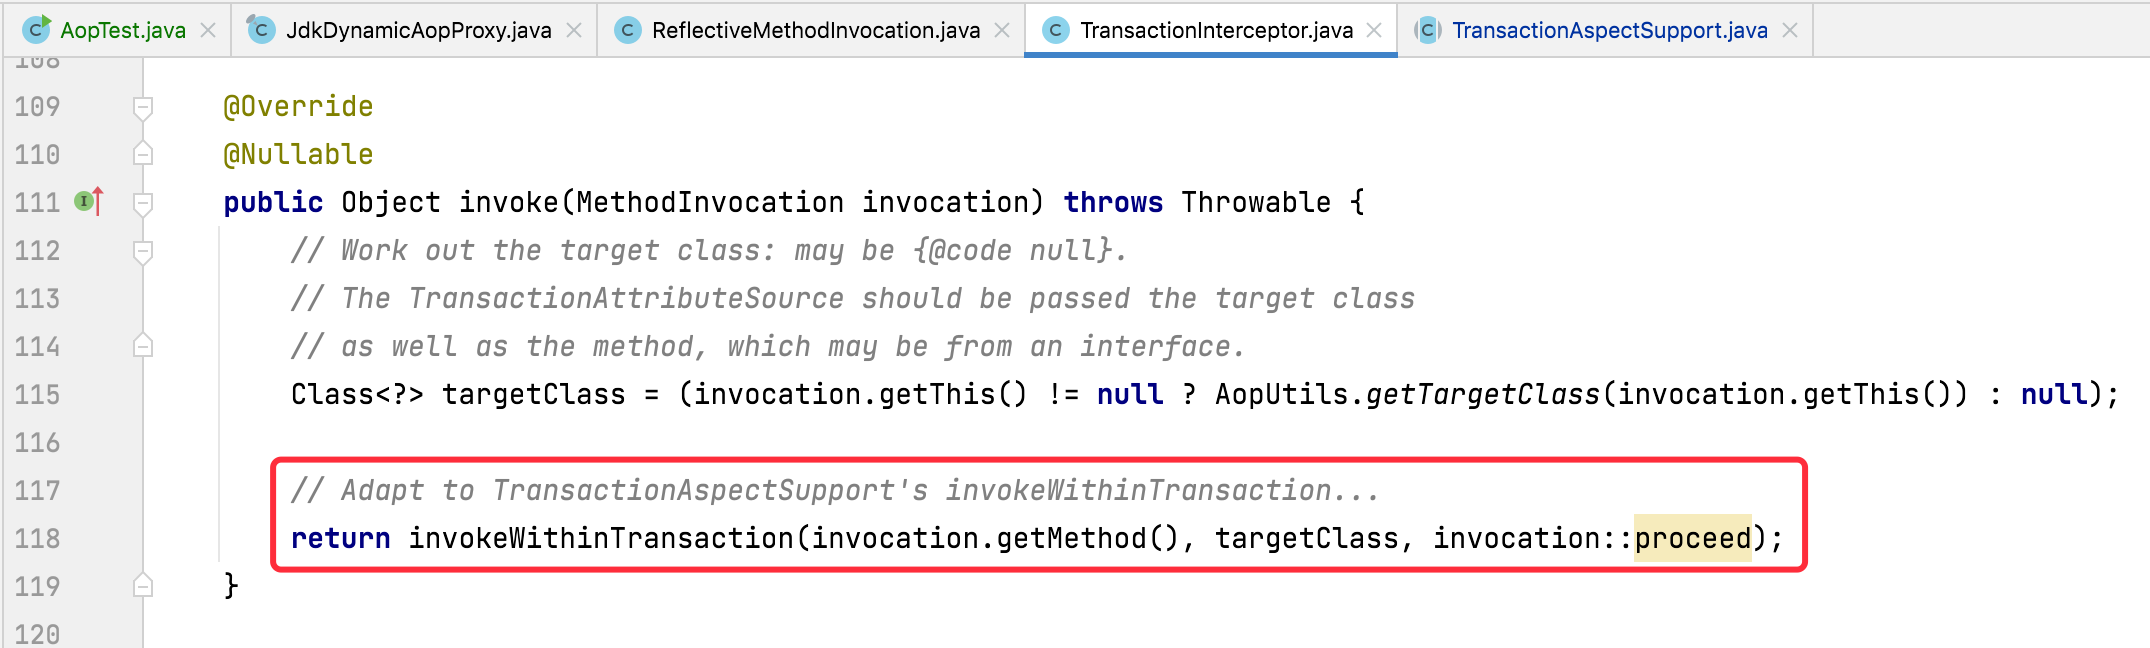 AopTest.java JdkDynamicAopProxy.java ReflectiveMethodInvocation.java TransactionInterceptor.java TransactionAspectSupport.java
108
109 @Override
110 @Nullable
111 public Object invoke(MethodInvocation invocation) throws Throwable {
112 // Work out the target class: may be {@code null}.
113 // The TransactionAttributeSource should be passed the target class
114 // as well as the method, which may be from an interface.
115 Class<?> targetClass = (invocation.getThis() != null ? AopUtils.getTargetClass(invocation.getThis()) : null);
116
117 // Adapt to TransactionAspectSupport's invokeWithinTransaction...
118 return invokeWithinTransaction(invocation.getMethod(), targetClass, invocation::proceed);
119 }
120